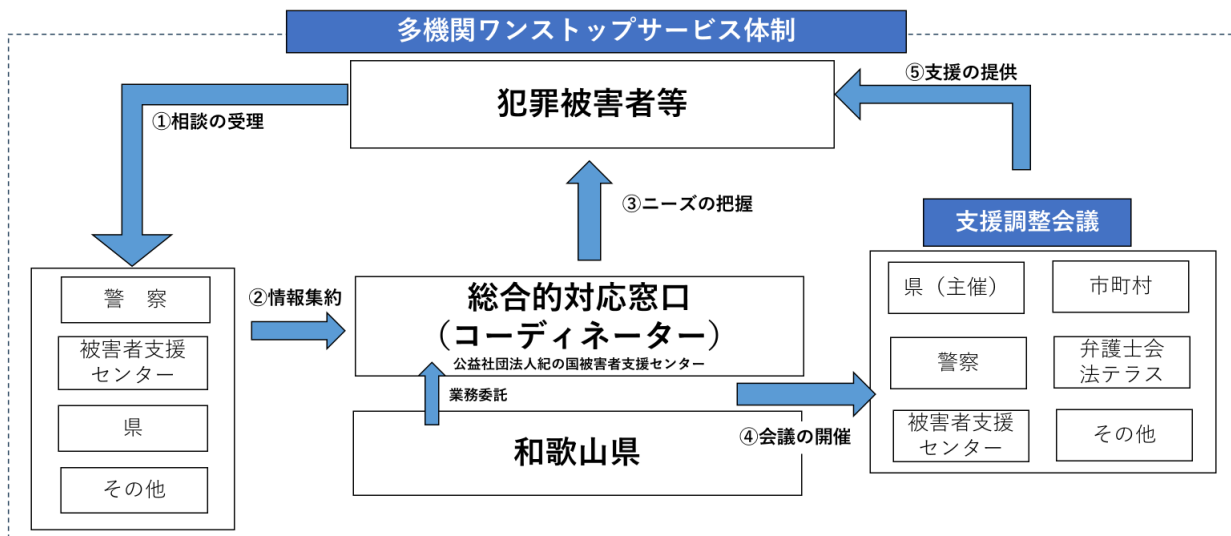 多機関ワンストップサービス体制
犯罪被害者等
①相談の受理
⑤支援の提供
③ニーズの把握
支援調整会議
警　察
被害者支援
センター
県
その他
②情報集約
総合的対応窓口
（コーディネーター）
公益社団法人紀の国被害者支援センター
業務委託
和歌山県
④会議の開催
県（主催）
市町村
警察
弁護士会
法テラス
被害者支援
センター
その他